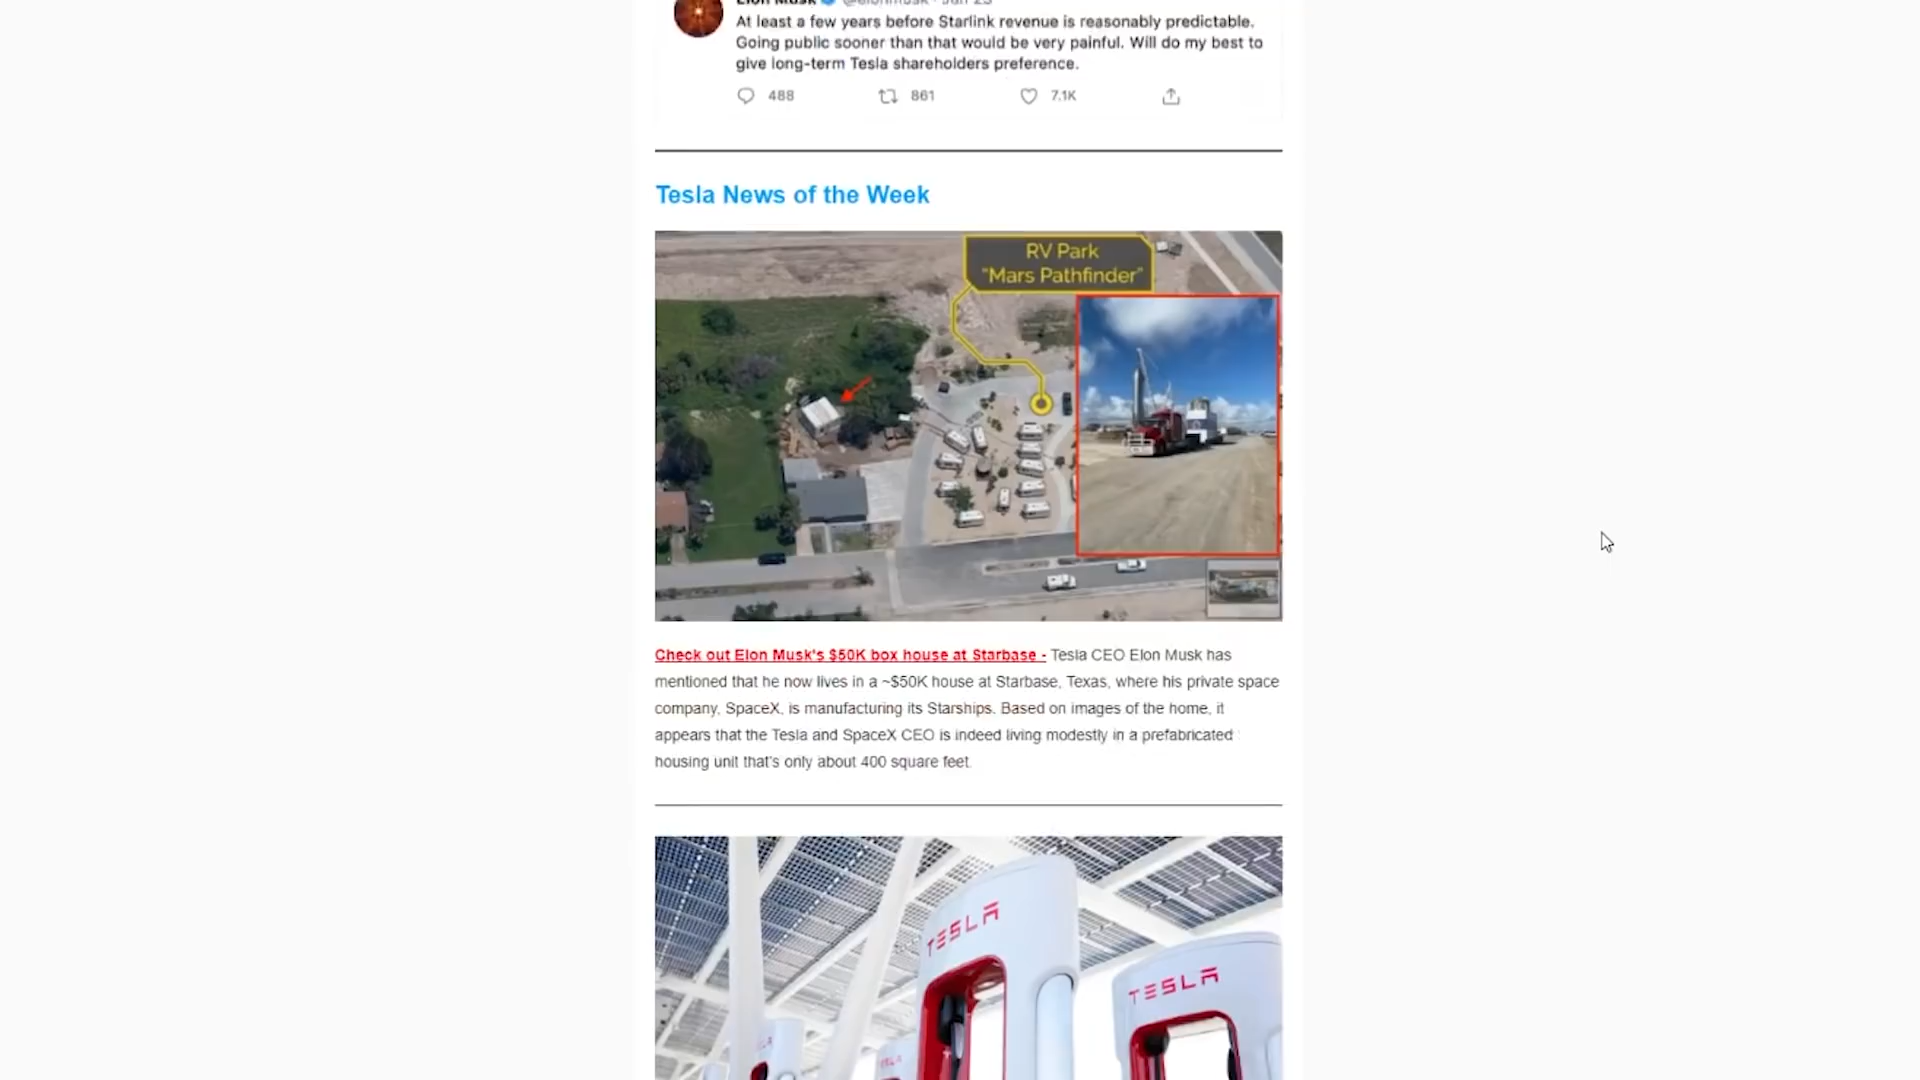 Elon Musk @elonmusk · Jun 23
At least a few years before Starlink revenue is reasonably predictable.
Going public sooner than that would be very painful. Will do my best to
give long-term Tesla shareholders preference.
488 861 7.1K
Tesla News of the Week
RV Park
"Mars Pathfinder"
Check out Elon Musk's $50K box house at Starbase - Tesla CEO Elon Musk has
mentioned that he now lives in a ~$50K house at Starbase, Texas, where his private space
company, SpaceX, is manufacturing its Starships. Based on images of the home, it
appears that the Tesla and SpaceX CEO is indeed living modestly in a prefabricated
housing unit that's only about 400 square feet.
TESLA
TESLA